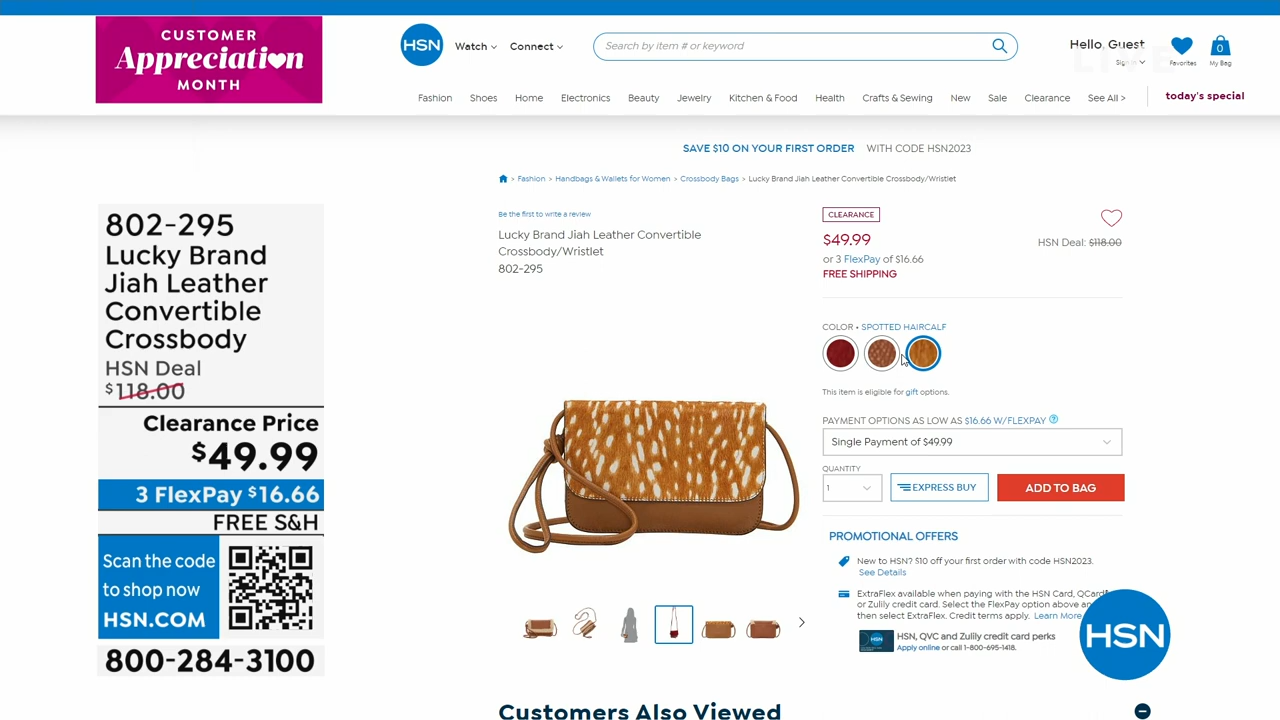 CUSTOMER
Appreciation
MONTH
HSN
Watch
Connect
Search by item # or keyword
Hello, Guest
Favorites
0
My Bag
Fashion Shoes Home Electronics Beauty Jewelry Kitchen & Food Health Crafts & Sewing New Sale Clearance See All >
today's special
SAVE $10 ON YOUR FIRST ORDER WITH CODE HSN2023
> Fashion > Handbags & Wallets for Women > Crossbody Bags > Lucky Brand Jiah Leather Convertible Crossbody/Wristlet
802-295
Lucky Brand
Jiah Leather
Convertible
Crossbody
HSN Deal
$118.00
Clearance Price
$49.99
3 FlexPay $16.66
FREE S&H
Scan the code
to shop now
HSN.COM
800-284-3100
Be the first to write a review
Lucky Brand Jiah Leather Convertible
Crossbody/Wristlet
802-295
CLEARANCE
$49.99
HSN Deal: $118.00
or 3 FlexPay of $16.66
FREE SHIPPING
COLOR • SPOTTED HAIRCALF
This item is eligible for gift options.
PAYMENT OPTIONS AS LOW AS $16.66 W/FLEXPAY ?
Single Payment of $49.99
QUANTITY
1
EXPRESS BUY
ADD TO BAG
PROMOTIONAL OFFERS
New to HSN? $10 off your first order with code HSN2023.
See Details
ExtraFlex available when paying with the HSN Card, QCard®
or Zulily credit card. Select the FlexPay option above an
then select ExtraFlex. Credit terms apply. Learn More
HSN
HSN, QVC and Zulily credit card perks
Apply online or call 1-800-695-1418.
HSN
Customers Also Viewed